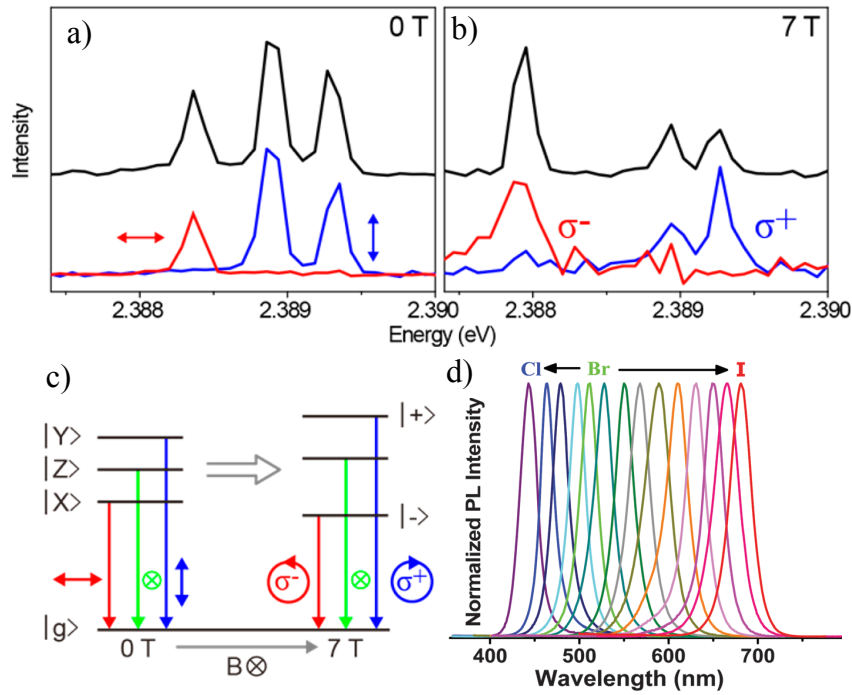 a)
0 T
b)
7 T
Intensity
σ-
σ+
2.388
2.389
2.390
2.388
2.389
2.390
Energy (eV)
c)
|Y>
|Z>
|X>
|g>
|+>
|->
σ-
σ+
0 T
7 T
B⊗
d)
Cl
Br
I
Normalized PL Intensity
400
500
600
700
Wavelength (nm)